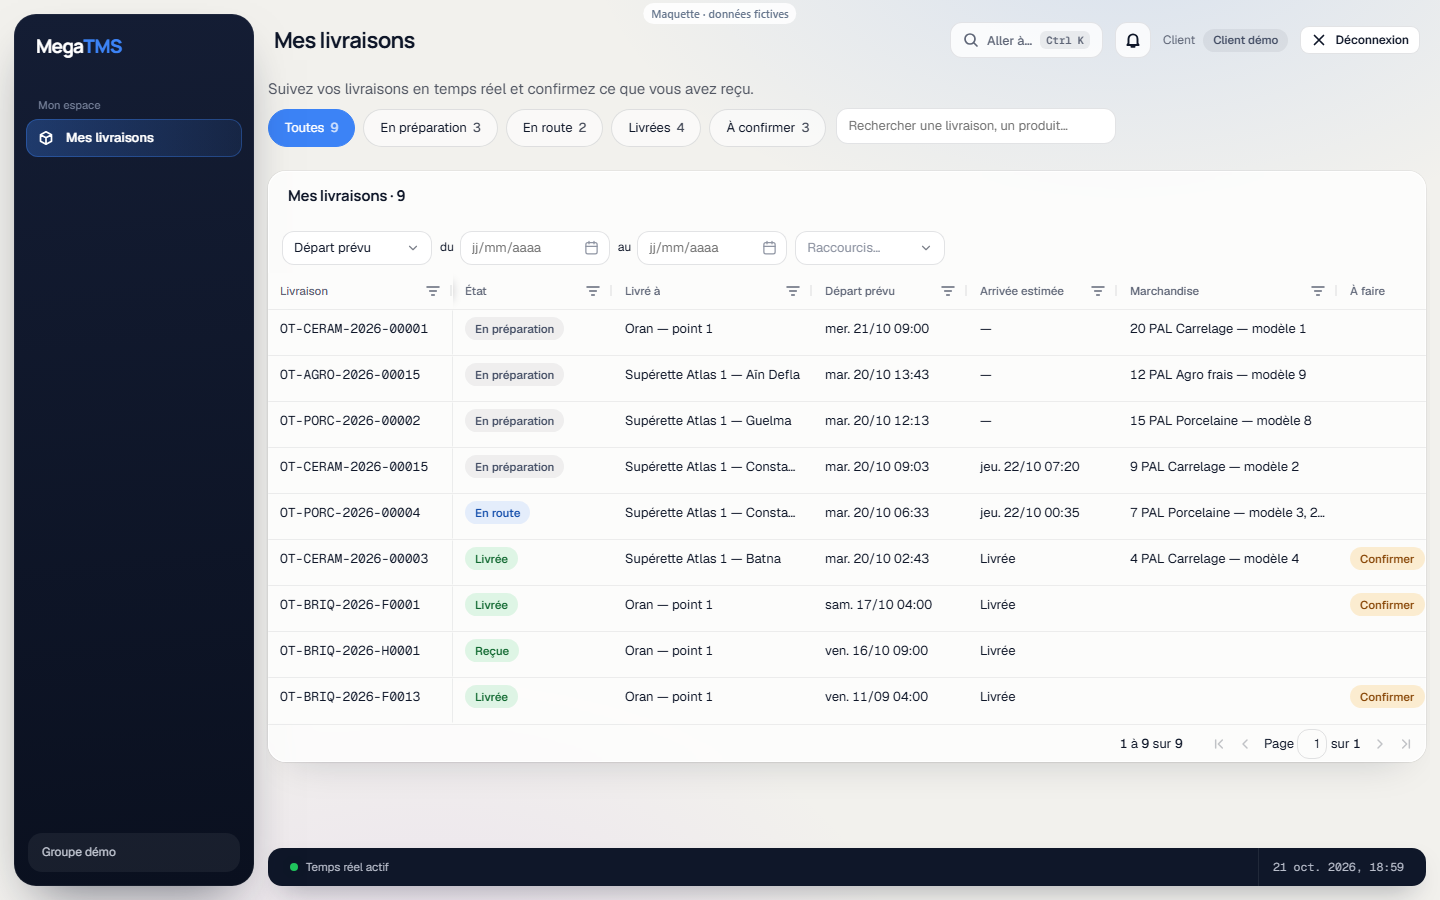 Maquette · données fictives
MegaTMS
Mes livraisons
Aller à… Ctrl K
Client Client démo
Déconnexion
Mon espace
Mes livraisons
Suivez vos livraisons en temps réel et confirmez ce que vous avez reçu.
Toutes 9 En préparation 3 En route 2 Livrées 4 À confirmer 3 Rechercher une livraison, un produit…
Mes livraisons · 9
Départ prévu du jj/mm/aaaa au jj/mm/aaaa Raccourcis…
Livraison État Livré à Départ prévu Arrivée estimée Marchandise À faire
OT-CERAM-2026-00001 En préparation Oran — point 1 mer. 21/10 09:00 — 20 PAL Carrelage — modèle 1
OT-AGRO-2026-00015 En préparation Supérette Atlas 1 — Aïn Defla mar. 20/10 13:43 — 12 PAL Agro frais — modèle 9
OT-PORC-2026-00002 En préparation Supérette Atlas 1 — Guelma mar. 20/10 12:13 — 15 PAL Porcelaine — modèle 8
OT-CERAM-2026-00015 En préparation Supérette Atlas 1 — Consta… mar. 20/10 09:03 jeu. 22/10 07:20 9 PAL Carrelage — modèle 2
OT-PORC-2026-00004 En route Supérette Atlas 1 — Consta… mar. 20/10 06:33 jeu. 22/10 00:35 7 PAL Porcelaine — modèle 3, 2…
OT-CERAM-2026-00003 Livrée Supérette Atlas 1 — Batna mar. 20/10 02:43 Livrée 4 PAL Carrelage — modèle 4 Confirmer
OT-BRIQ-2026-F0001 Livrée Oran — point 1 sam. 17/10 04:00 Livrée Confirmer
OT-BRIQ-2026-H0001 Reçue Oran — point 1 ven. 16/10 09:00 Livrée
OT-BRIQ-2026-F0013 Livrée Oran — point 1 ven. 11/09 04:00 Livrée Confirmer
1 à 9 sur 9 Page 1 sur 1
Groupe démo
Temps réel actif 21 oct. 2026, 18:59